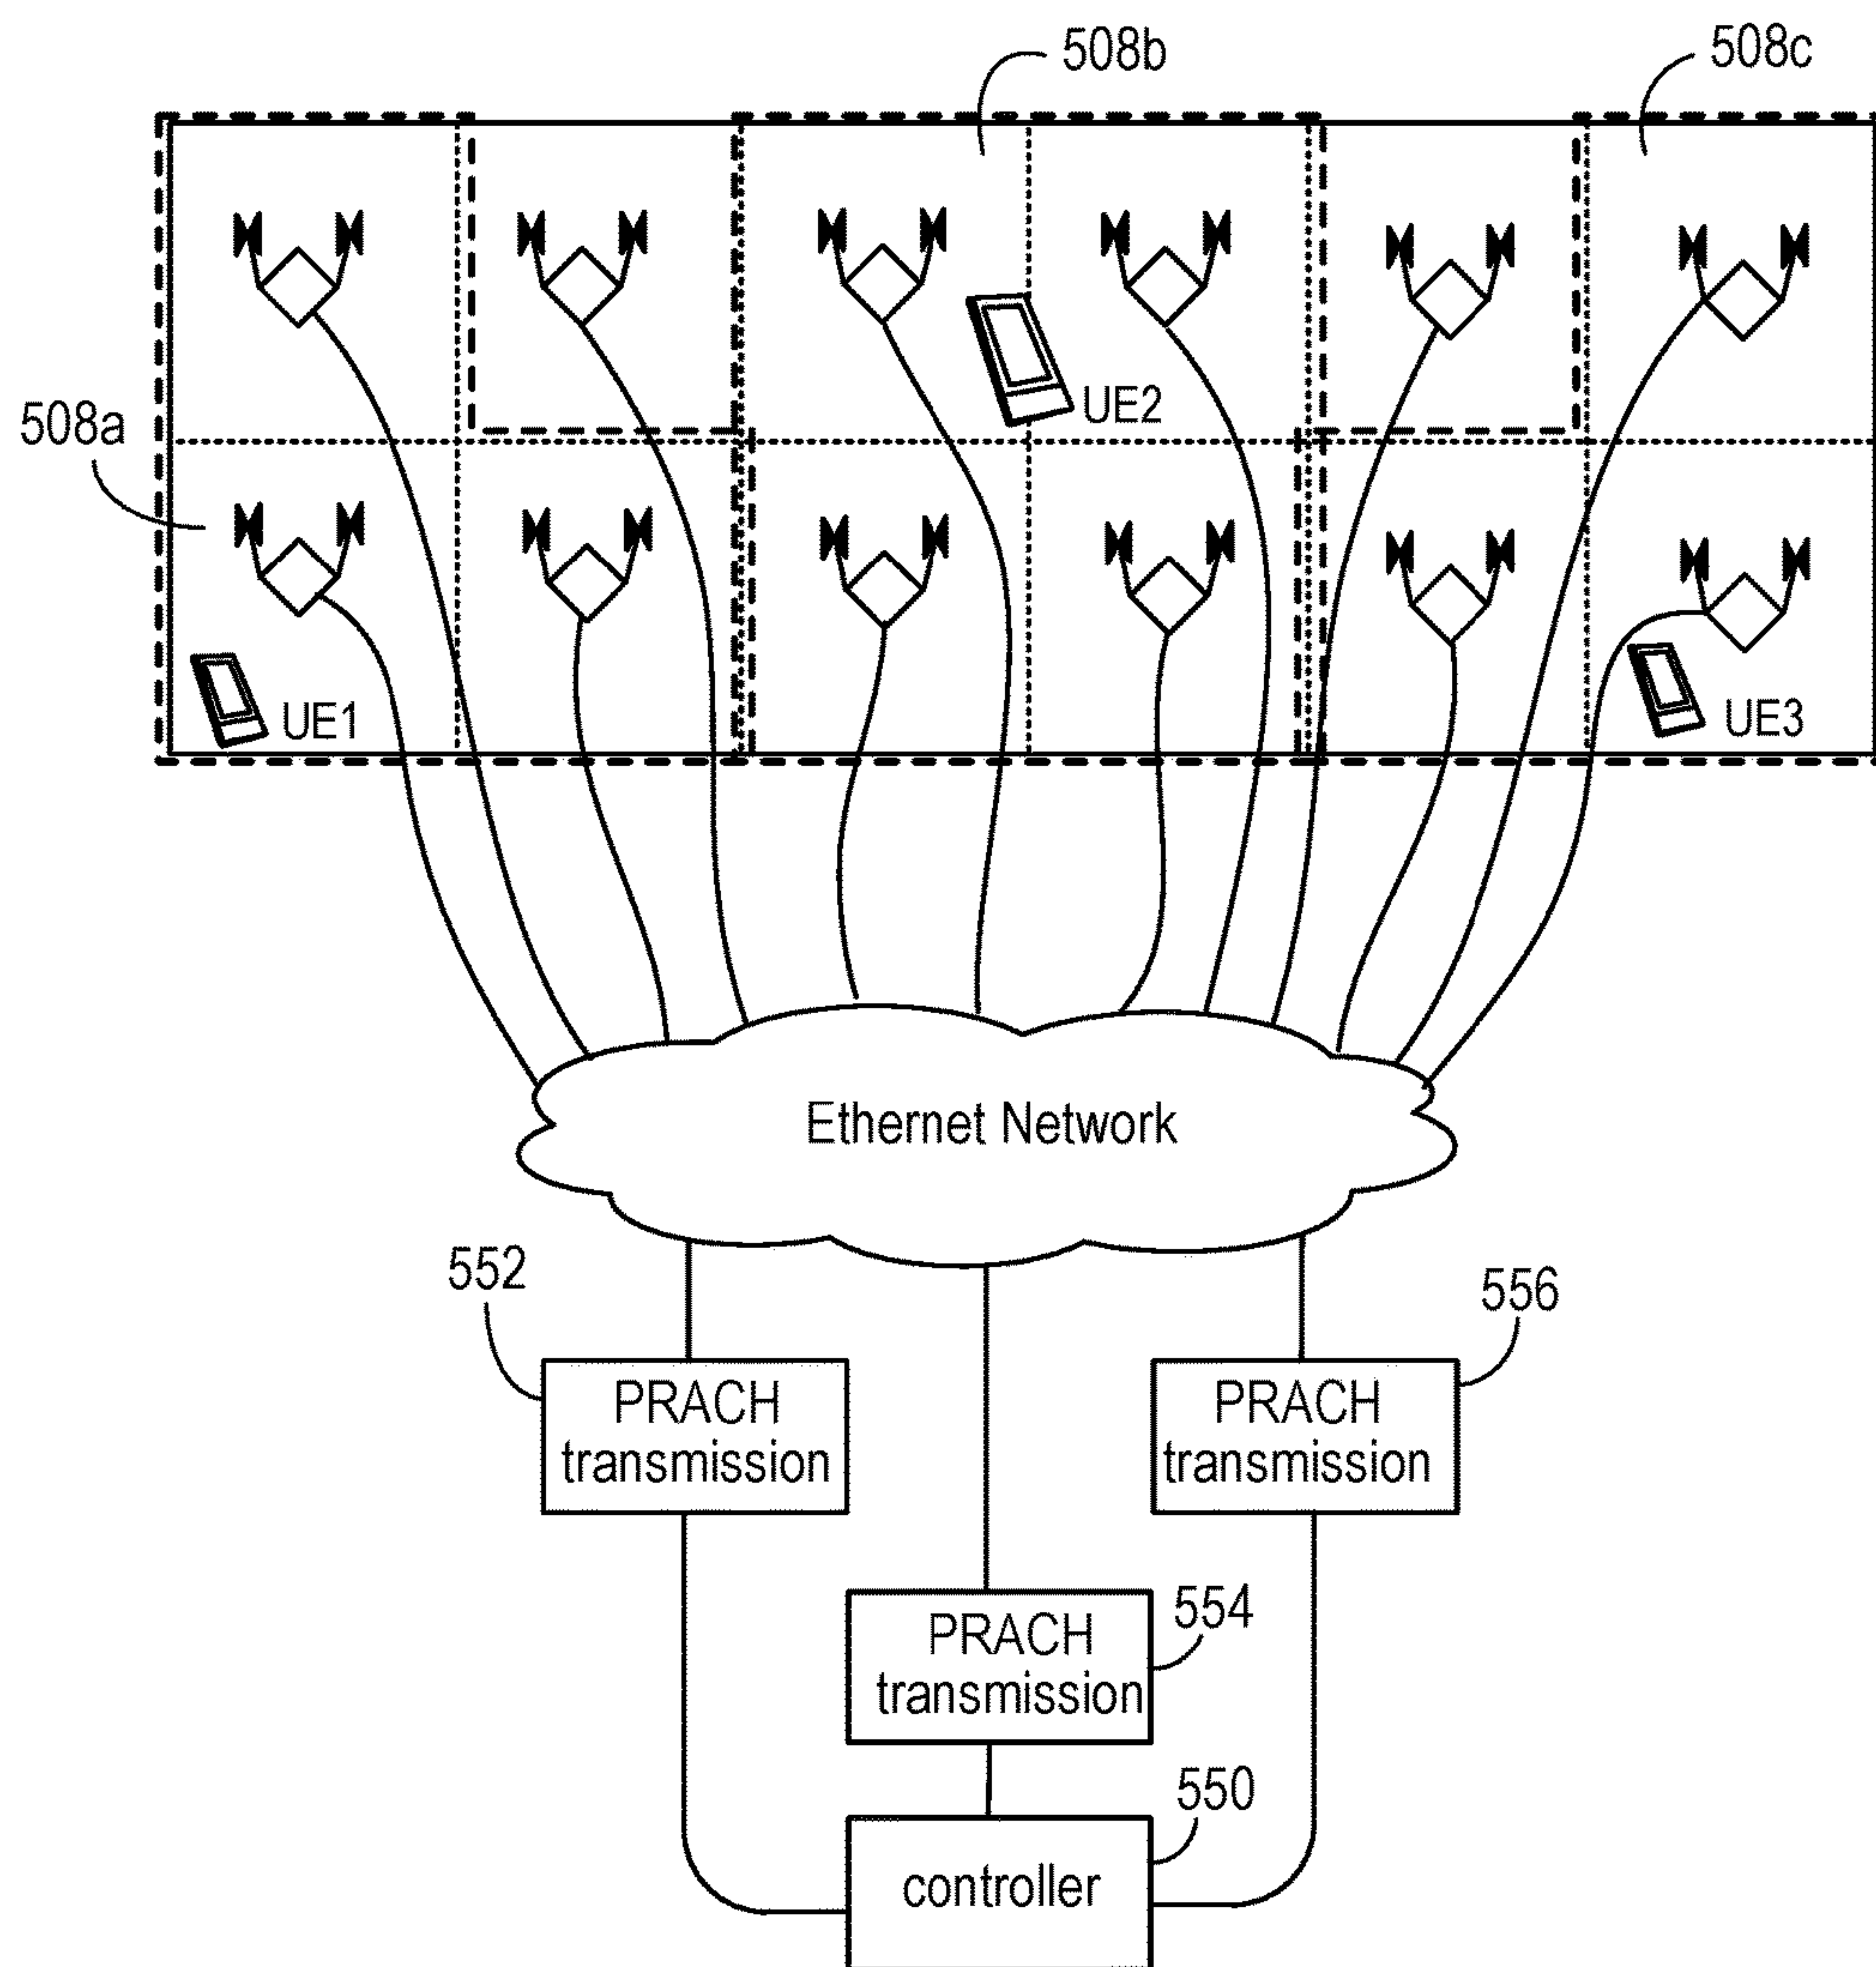 508b
508c
508a
UE2
UE1
UE3
Ethernet Network
552
556
PRACH
transmission
PRACH
transmission
554
PRACH
transmission
550
controller